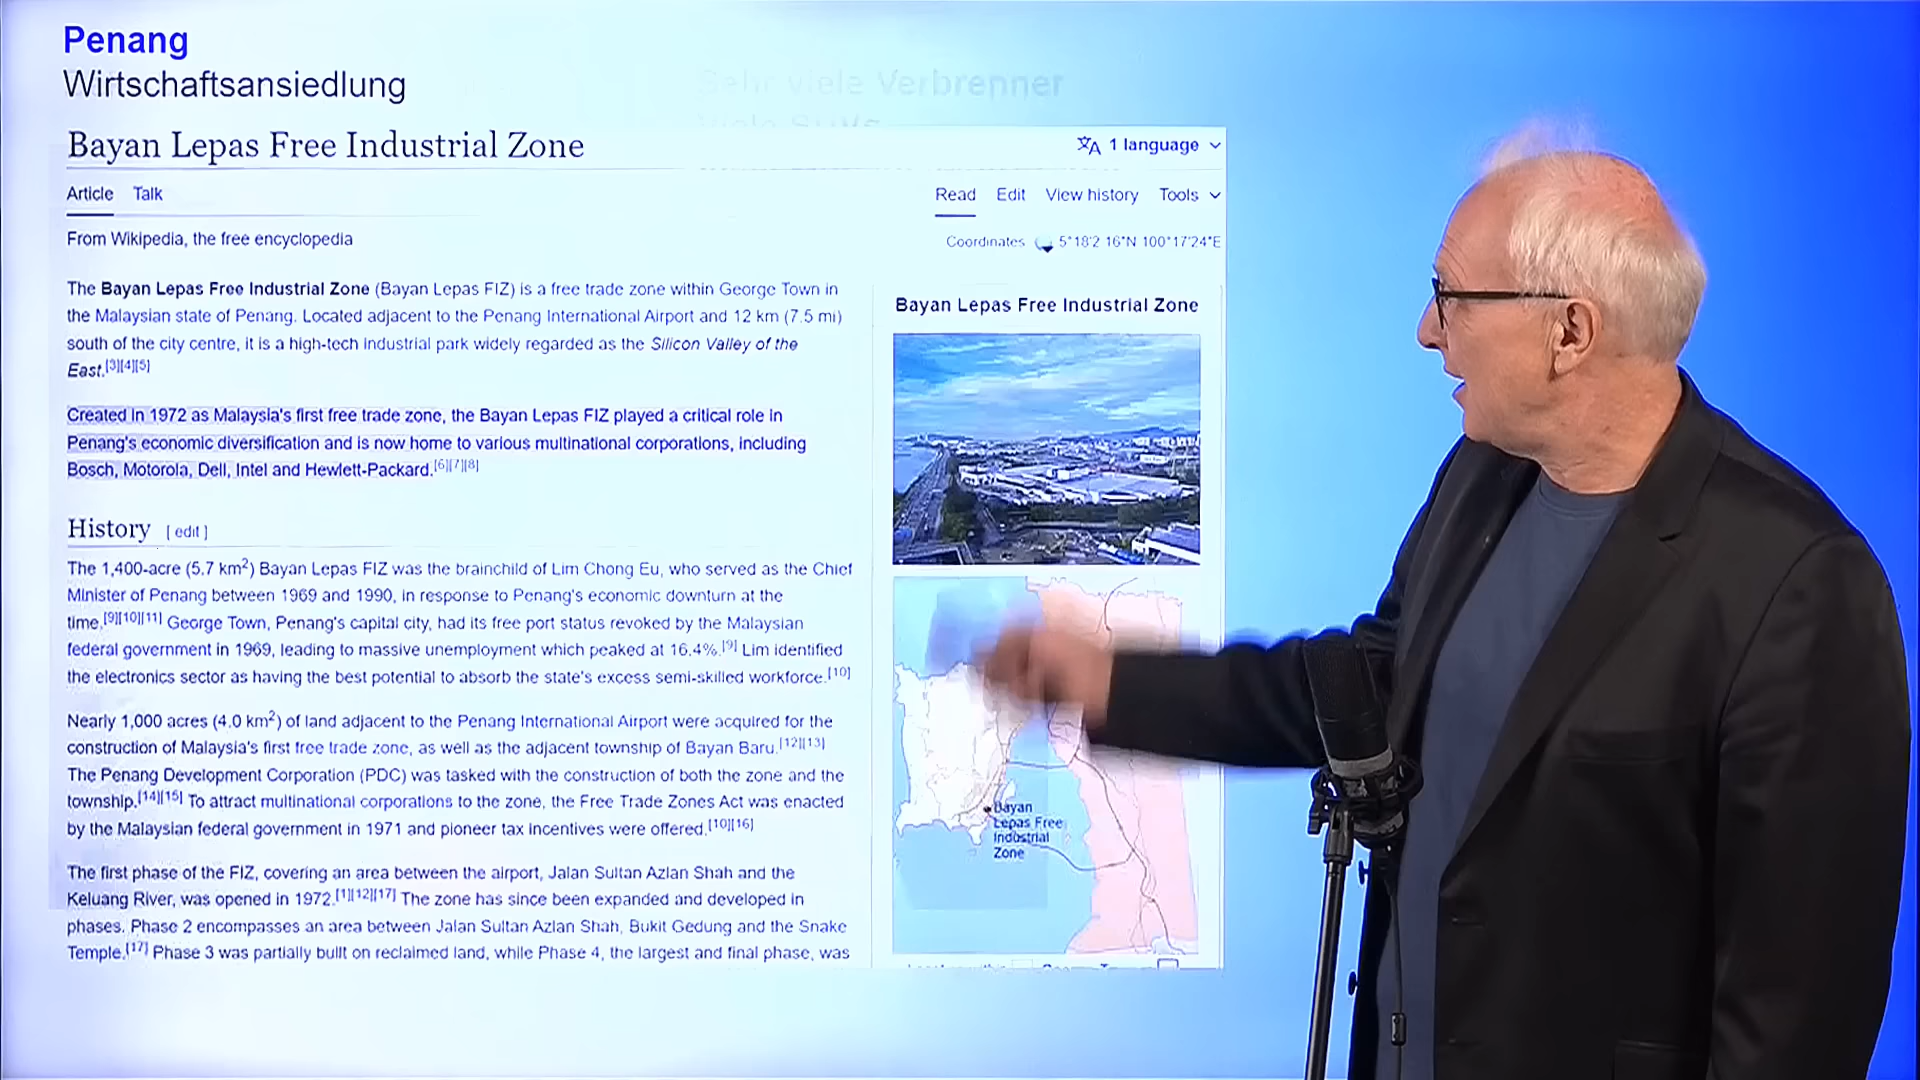 Penang
Wirtschaftsansiedlung
Sehr viele Verbrenner
Viele SUVs
Bayan Lepas Free Industrial Zone
1 language
Article Talk
Read Edit View history Tools
From Wikipedia, the free encyclopedia
Coordinates 5°18′2 16″N 100°17′24″E
The Bayan Lepas Free Industrial Zone (Bayan Lepas FIZ) is a free trade zone within George Town in
the Malaysian state of Penang. Located adjacent to the Penang International Airport and 12 km (7.5 mi)
south of the city centre, it is a high-tech industrial park widely regarded as the Silicon Valley of the
East.[3][4][5]
Created in 1972 as Malaysia's first free trade zone, the Bayan Lepas FIZ played a critical role in
Penang's economic diversification and is now home to various multinational corporations, including
Bosch, Motorola, Dell, Intel and Hewlett-Packard.[6][7][8]
History [ edit ]
The 1,400-acre (5.7 km²) Bayan Lepas FIZ was the brainchild of Lim Chong Eu, who served as the Chief
Minister of Penang between 1969 and 1990, in response to Penang's economic downturn at the
time.[9][10][11] George Town, Penang's capital city, had its free port status revoked by the Malaysian
federal government in 1969, leading to massive unemployment which peaked at 16.4%.[9] Lim identified
the electronics sector as having the best potential to absorb the state's excess semi-skilled workforce.[10]
Nearly 1,000 acres (4.0 km²) of land adjacent to the Penang International Airport were acquired for the
construction of Malaysia's first free trade zone, as well as the adjacent township of Bayan Baru.[12][13]
The Penang Development Corporation (PDC) was tasked with the construction of both the zone and the
township.[14][15] To attract multinational corporations to the zone, the Free Trade Zones Act was enacted
by the Malaysian federal government in 1971 and pioneer tax incentives were offered.[10][16]
The first phase of the FIZ, covering an area between the airport, Jalan Sultan Azlan Shah and the
Keluang River, was opened in 1972.[1][12][17] The zone has since been expanded and developed in
phases. Phase 2 encompasses an area between Jalan Sultan Azlan Shah, Bukit Gedung and the Snake
Temple.[17] Phase 3 was partially built on reclaimed land, while Phase 4, the largest and final phase, was
Bayan Lepas Free Industrial Zone
Bayan
Lepas Free
Industrial
Zone